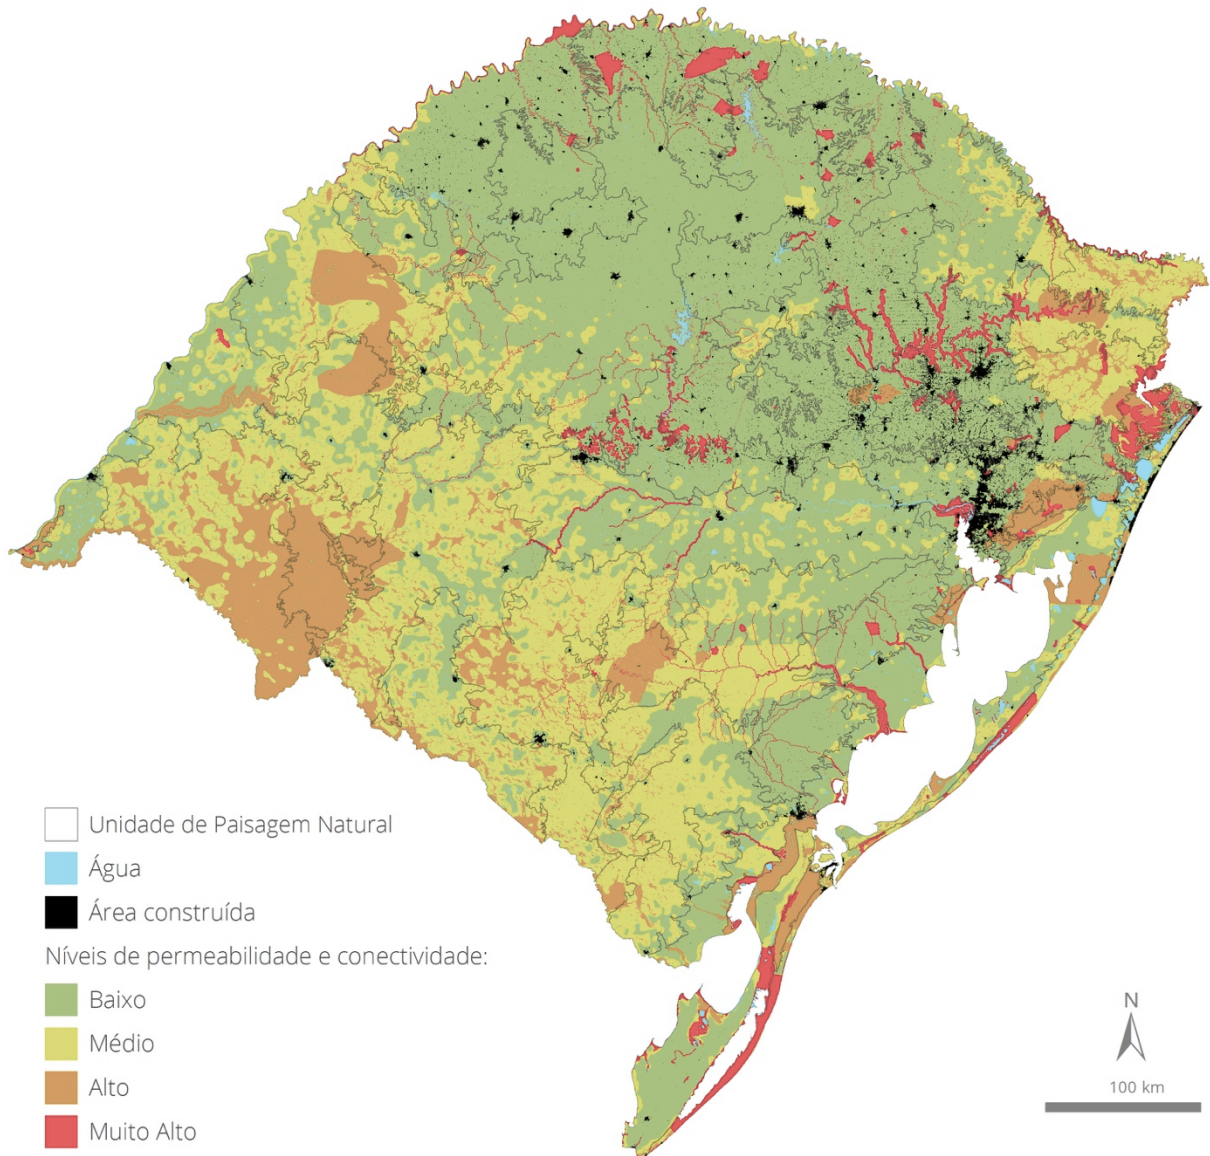 Unidade de Paisagem Natural
Água
Área construída
Níveis de permeabilidade e conectividade:
Baixo
Médio
Alto
Muito Alto
N
100 km